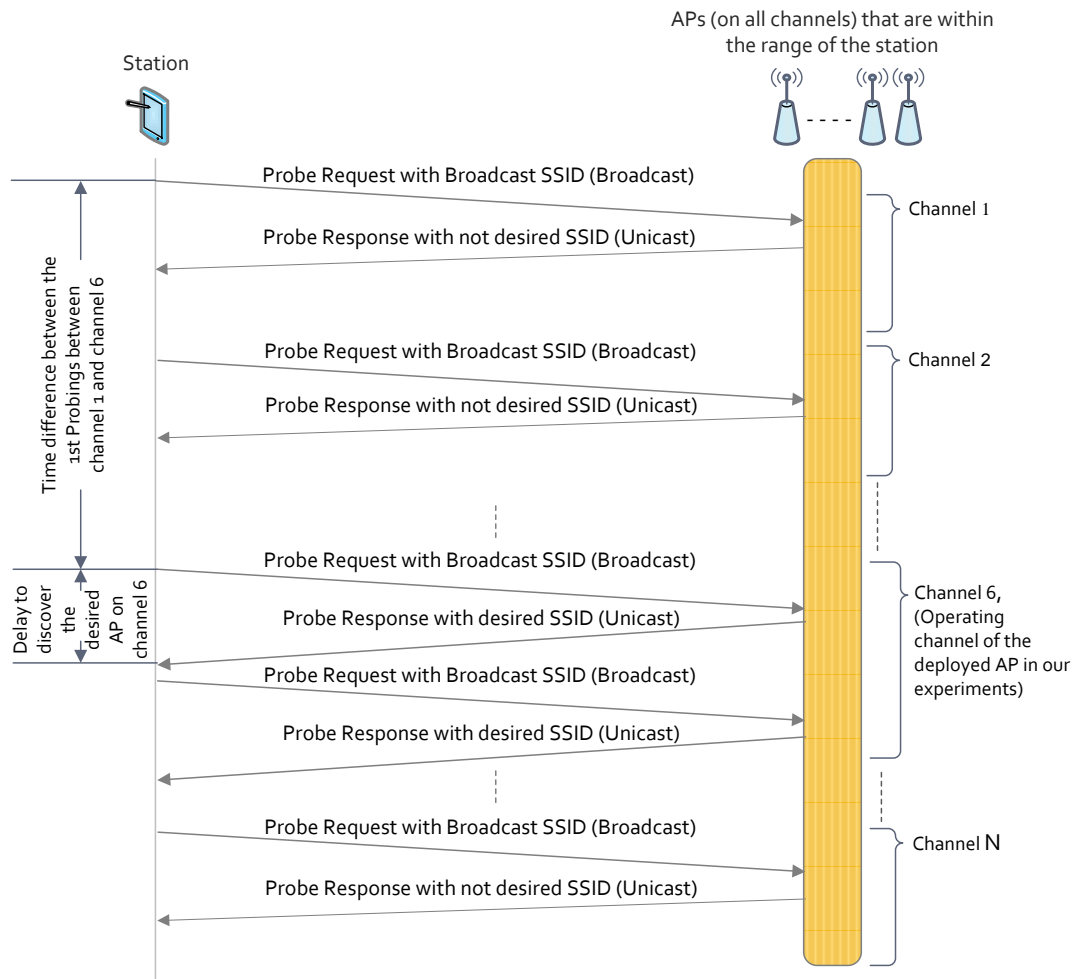 APs (on all channels) that are within
the range of the station
Station
Probe Request with Broadcast SSID (Broadcast)
Channel 1
Probe Response with not desired SSID (Unicast)
Time difference between the
1st Probings between
channel 1 and channel 6
Probe Request with Broadcast SSID (Broadcast)
Channel 2
Probe Response with not desired SSID (Unicast)
Probe Request with Broadcast SSID (Broadcast)
Delay to
discover
the
desired
AP on
channel 6
Channel 6,
(Operating
channel of the
deployed AP in our
experiments)
Probe Response with desired SSID (Unicast)
Probe Request with Broadcast SSID (Broadcast)
Probe Response with desired SSID (Unicast)
Probe Request with Broadcast SSID (Broadcast)
Channel N
Probe Response with not desired SSID (Unicast)